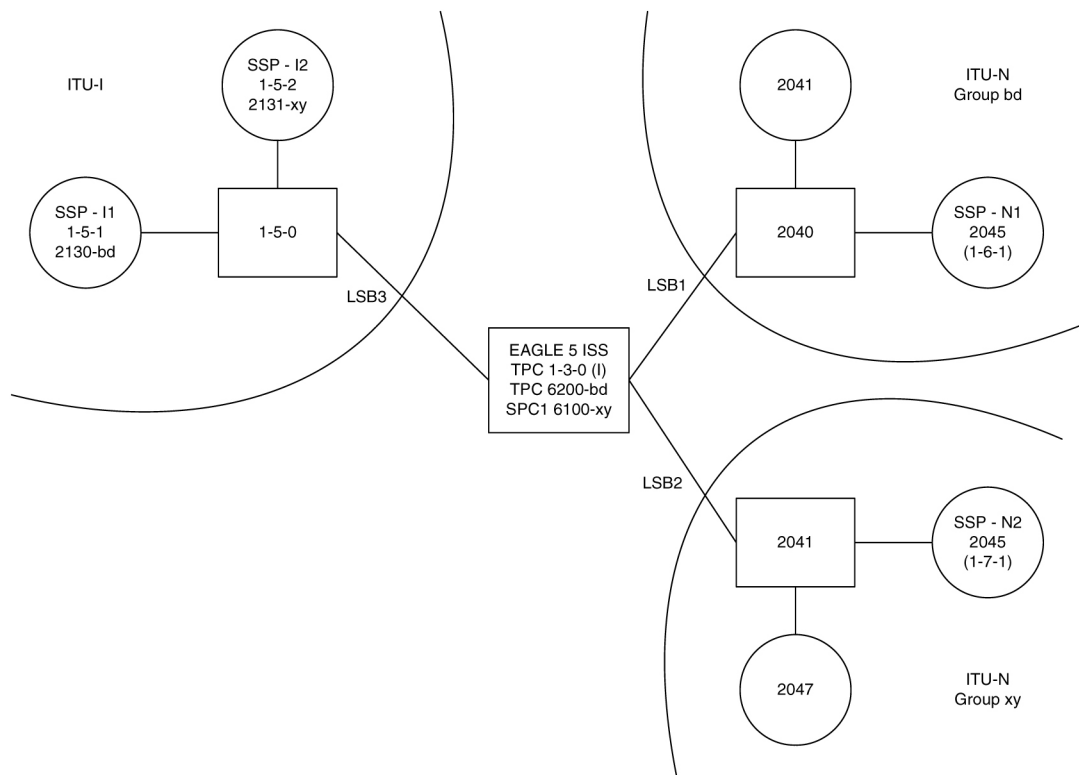 ITU-I
SSP - I2
1-5-2
2131-xy
SSP - I1
1-5-1
2130-bd
1-5-0
LSB3
EAGLE 5 ISS
TPC 1-3-0 (I)
TPC 6200-bd
SPC1 6100-xy
LSB1
LSB2
2041
ITU-N
Group bd
2040
SSP - N1
2045
(1-6-1)
2041
SSP - N2
2045
(1-7-1)
2047
ITU-N
Group xy